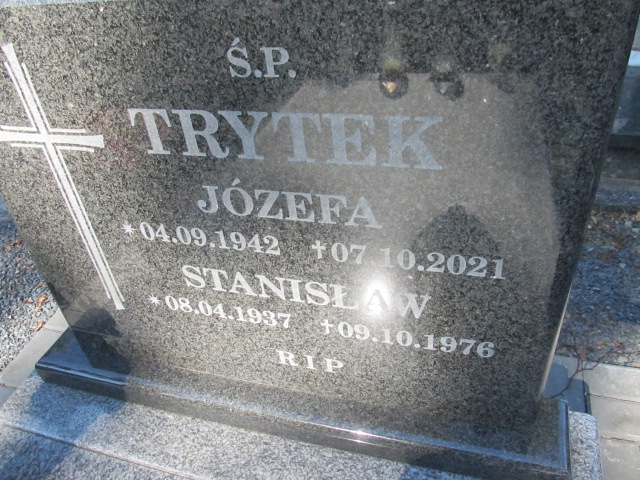 Ś.P.
TRYTEK
JÓZEFA
*04.09.1942 †07.10.2021
STANISŁAW
*08.04.1937 †09.10.1976
RIP